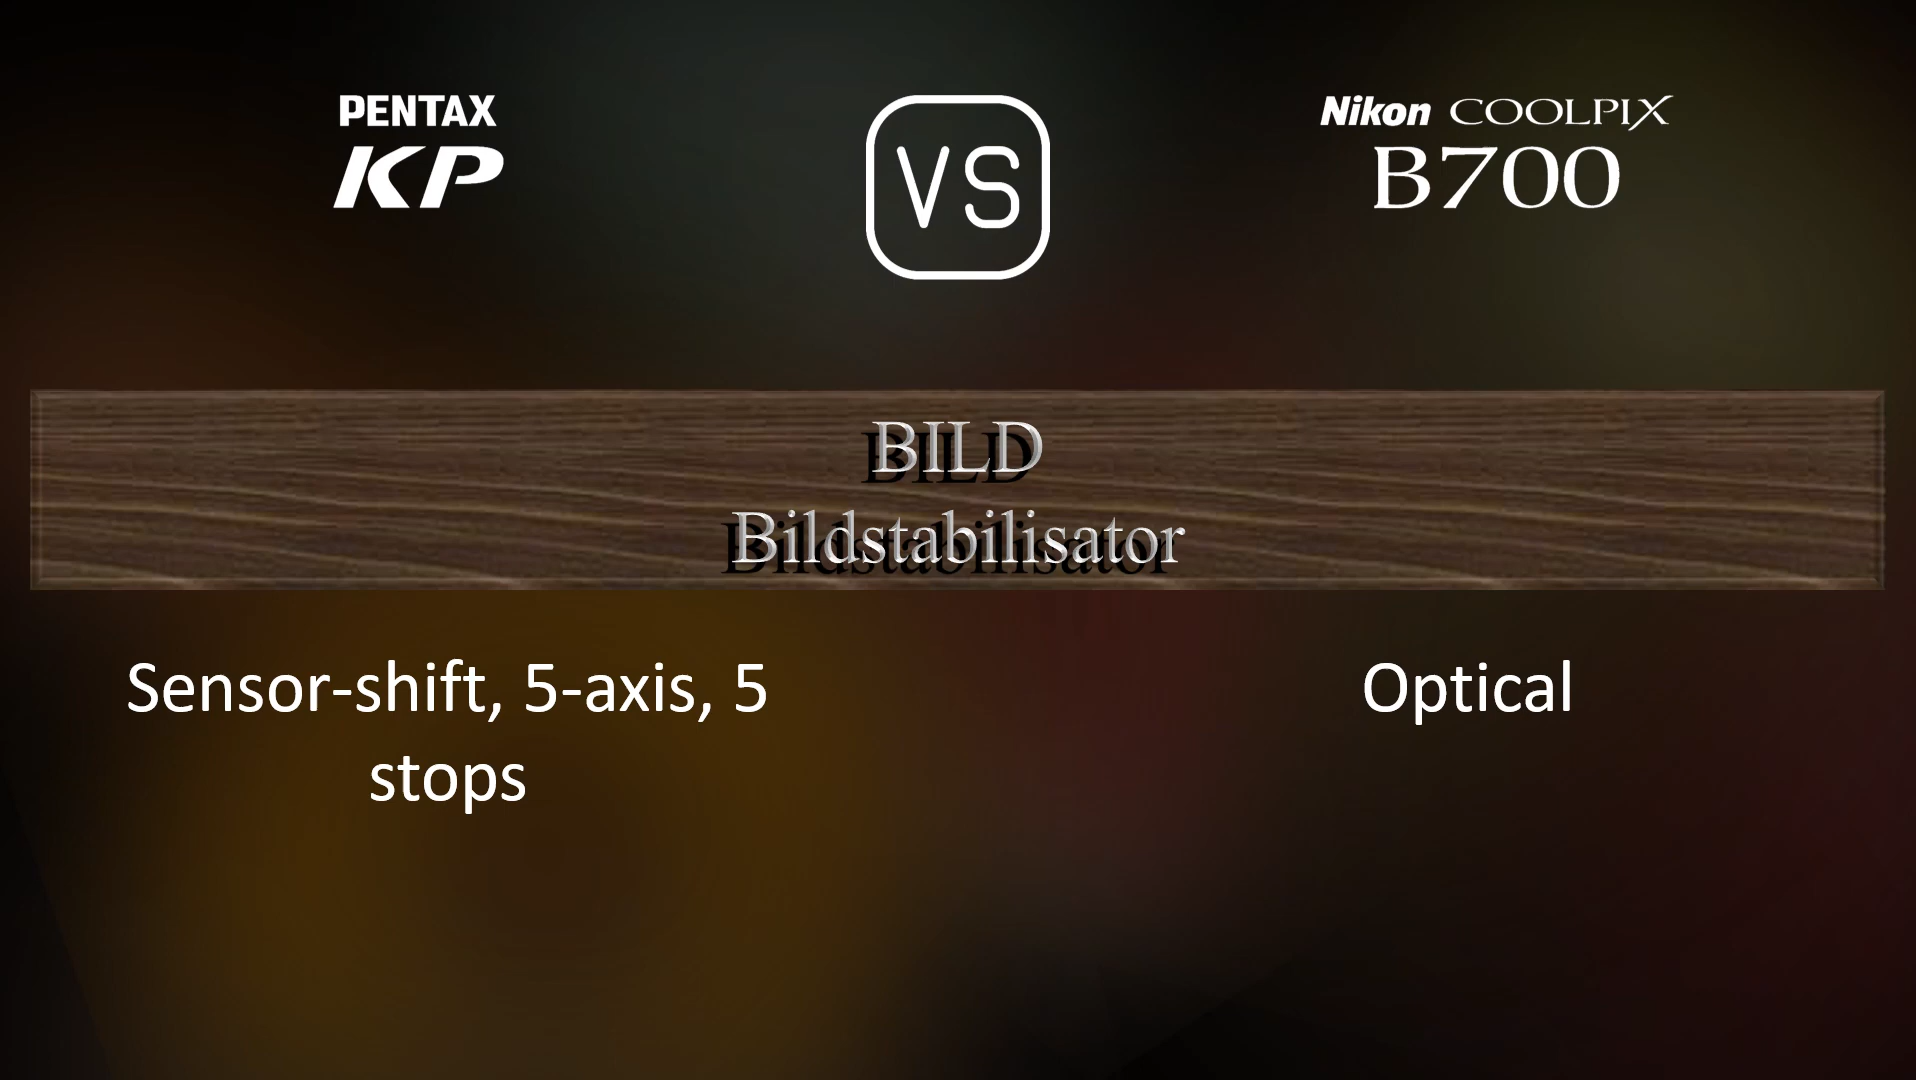 PENTAX
KP
VS
Nikon COOLPIX
B700
BILD
Bildstabilisator
Sensor-shift, 5-axis, 5
stops
Optical